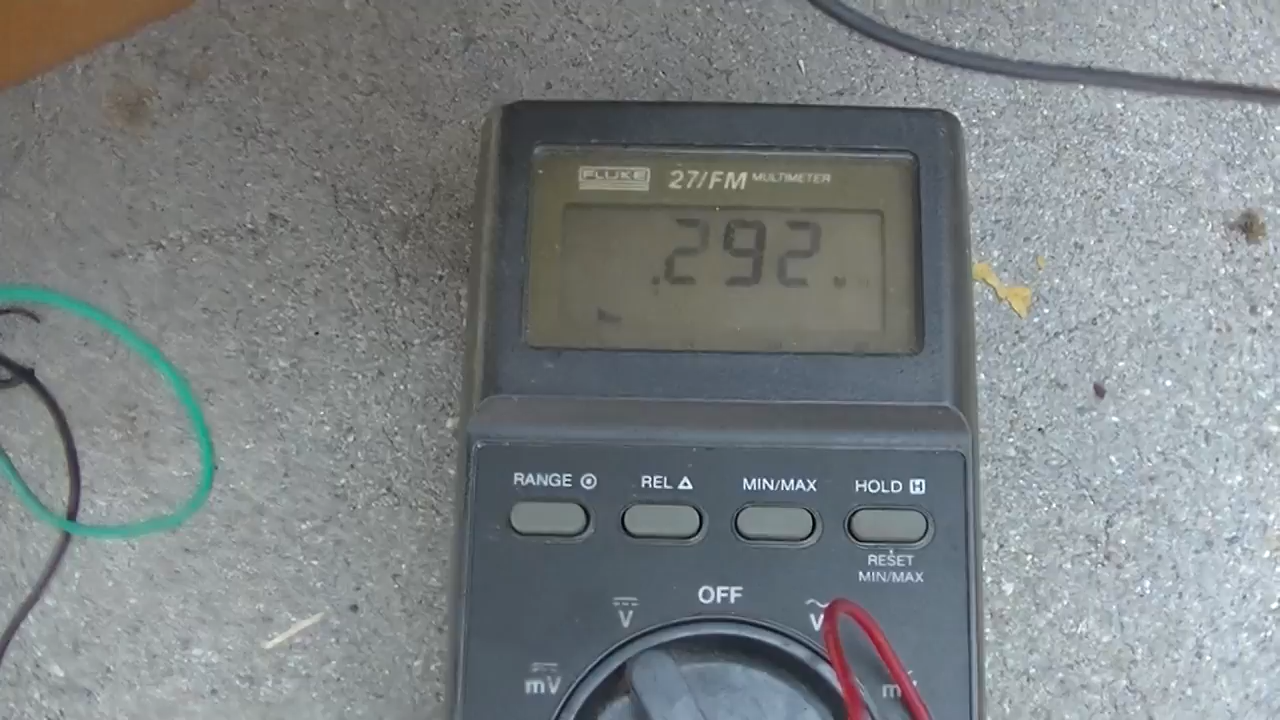 FLUKE 27/FM MULTIMETER
.292
RANGE REL △ MIN/MAX HOLD H
RESET
MIN/MAX
OFF
V V
mV